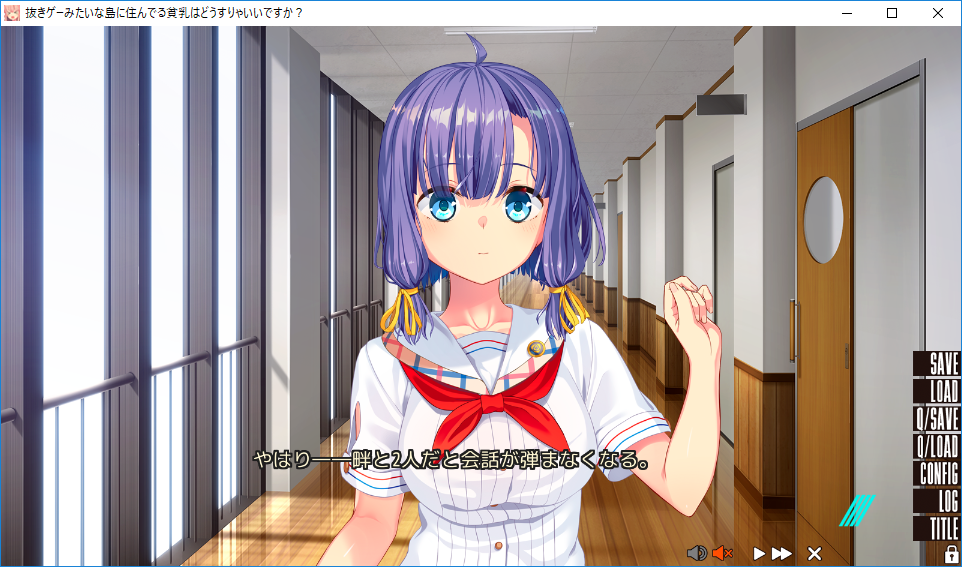 抜きゲーみたいな島に住んでる貧乳はどうすりゃいいですか？
やはり――畔と2人だと会話が弾まなくなる。
SAVE
LOAD
Q/SAVE
Q/LOAD
CONFIG
LOG
TITLE